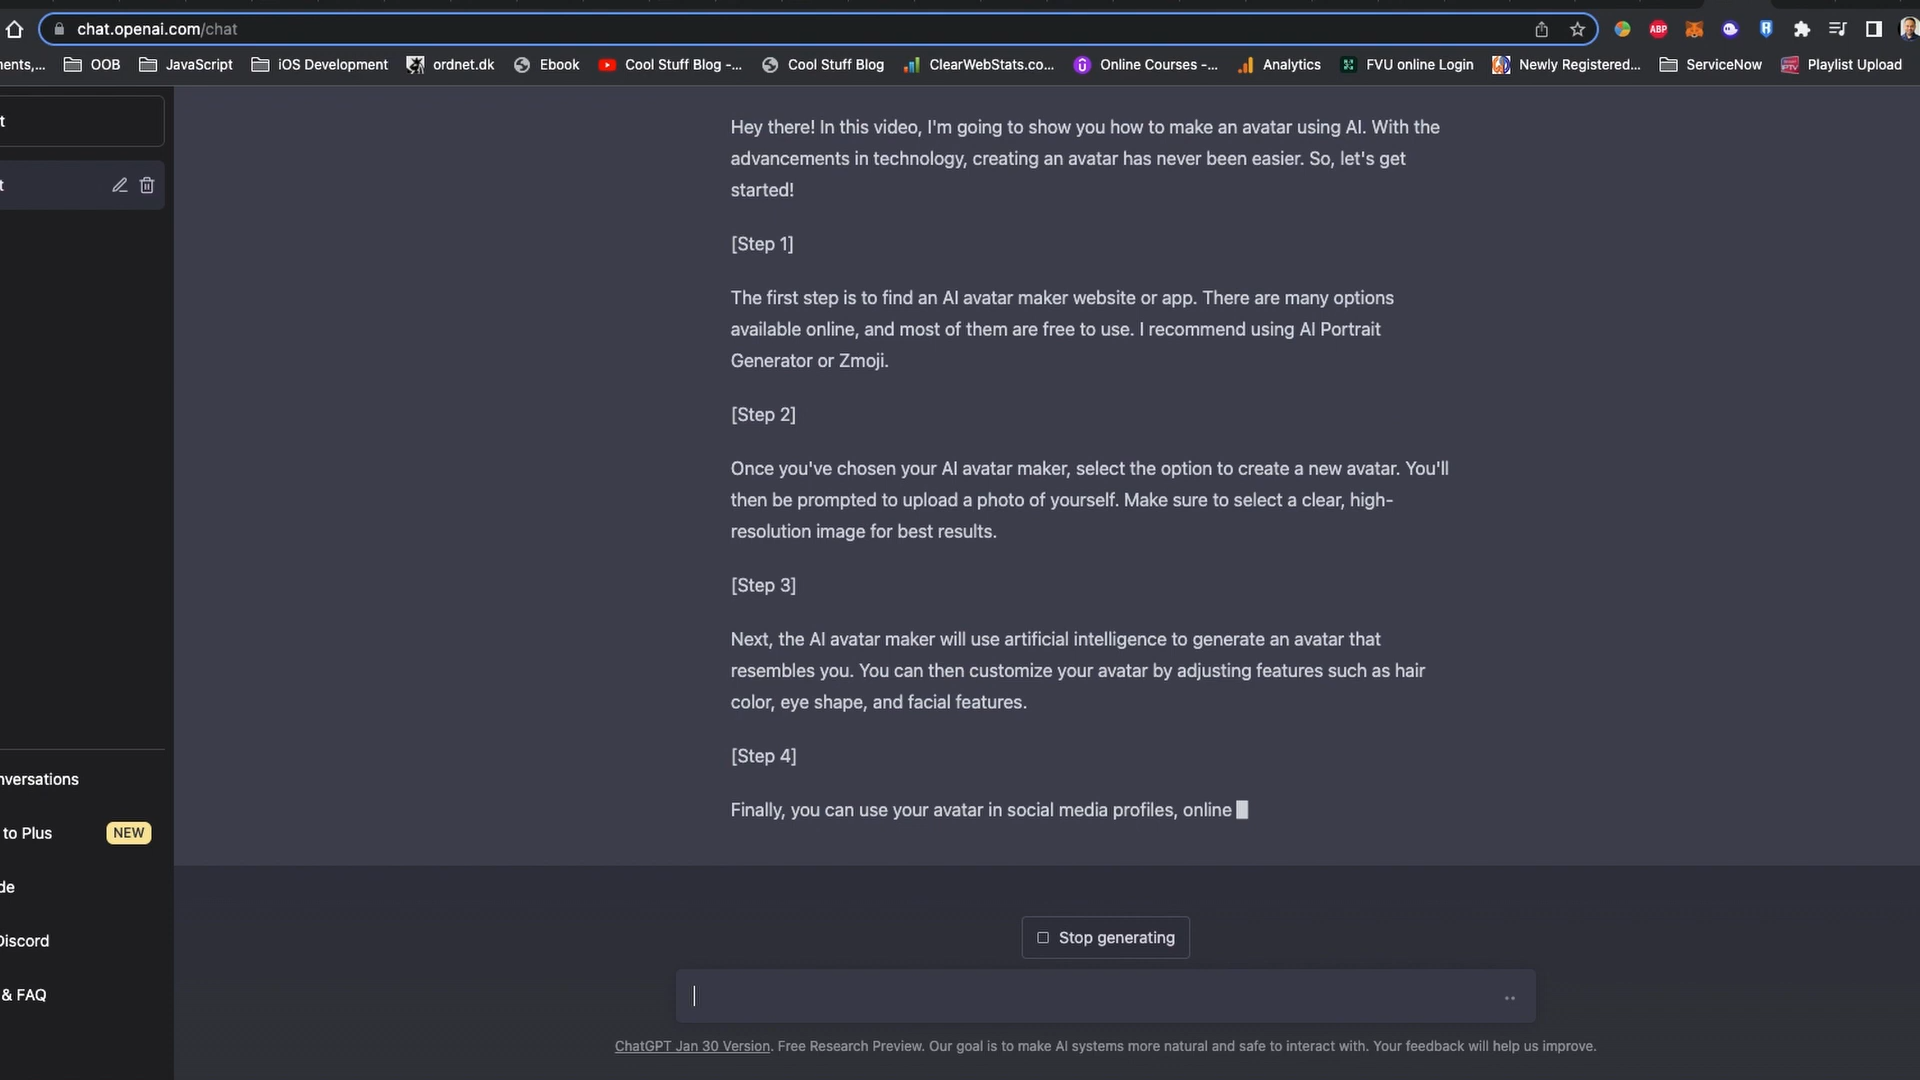 chat.openai.com/chat
ents,... OOB JavaScript iOS Development ordnet.dk Ebook Cool Stuff Blog -... Cool Stuff Blog ClearWebStats.co... Online Courses -... Analytics FVU online Login Newly Registered... ServiceNow Playlist Upload
t
t
Hey there! In this video, I'm going to show you how to make an avatar using AI. With the
advancements in technology, creating an avatar has never been easier. So, let's get
started!
[Step 1]
The first step is to find an AI avatar maker website or app. There are many options
available online, and most of them are free to use. I recommend using AI Portrait
Generator or Zmoji.
[Step 2]
Once you've chosen your AI avatar maker, select the option to create a new avatar. You'll
then be prompted to upload a photo of yourself. Make sure to select a clear, high-
resolution image for best results.
[Step 3]
Next, the AI avatar maker will use artificial intelligence to generate an avatar that
resembles you. You can then customize your avatar by adjusting features such as hair
color, eye shape, and facial features.
[Step 4]
Finally, you can use your avatar in social media profiles, online
nversations
to Plus NEW
de
Discord
& FAQ
Stop generating
ChatGPT Jan 30 Version. Free Research Preview. Our goal is to make AI systems more natural and safe to interact with. Your feedback will help us improve.
ABP